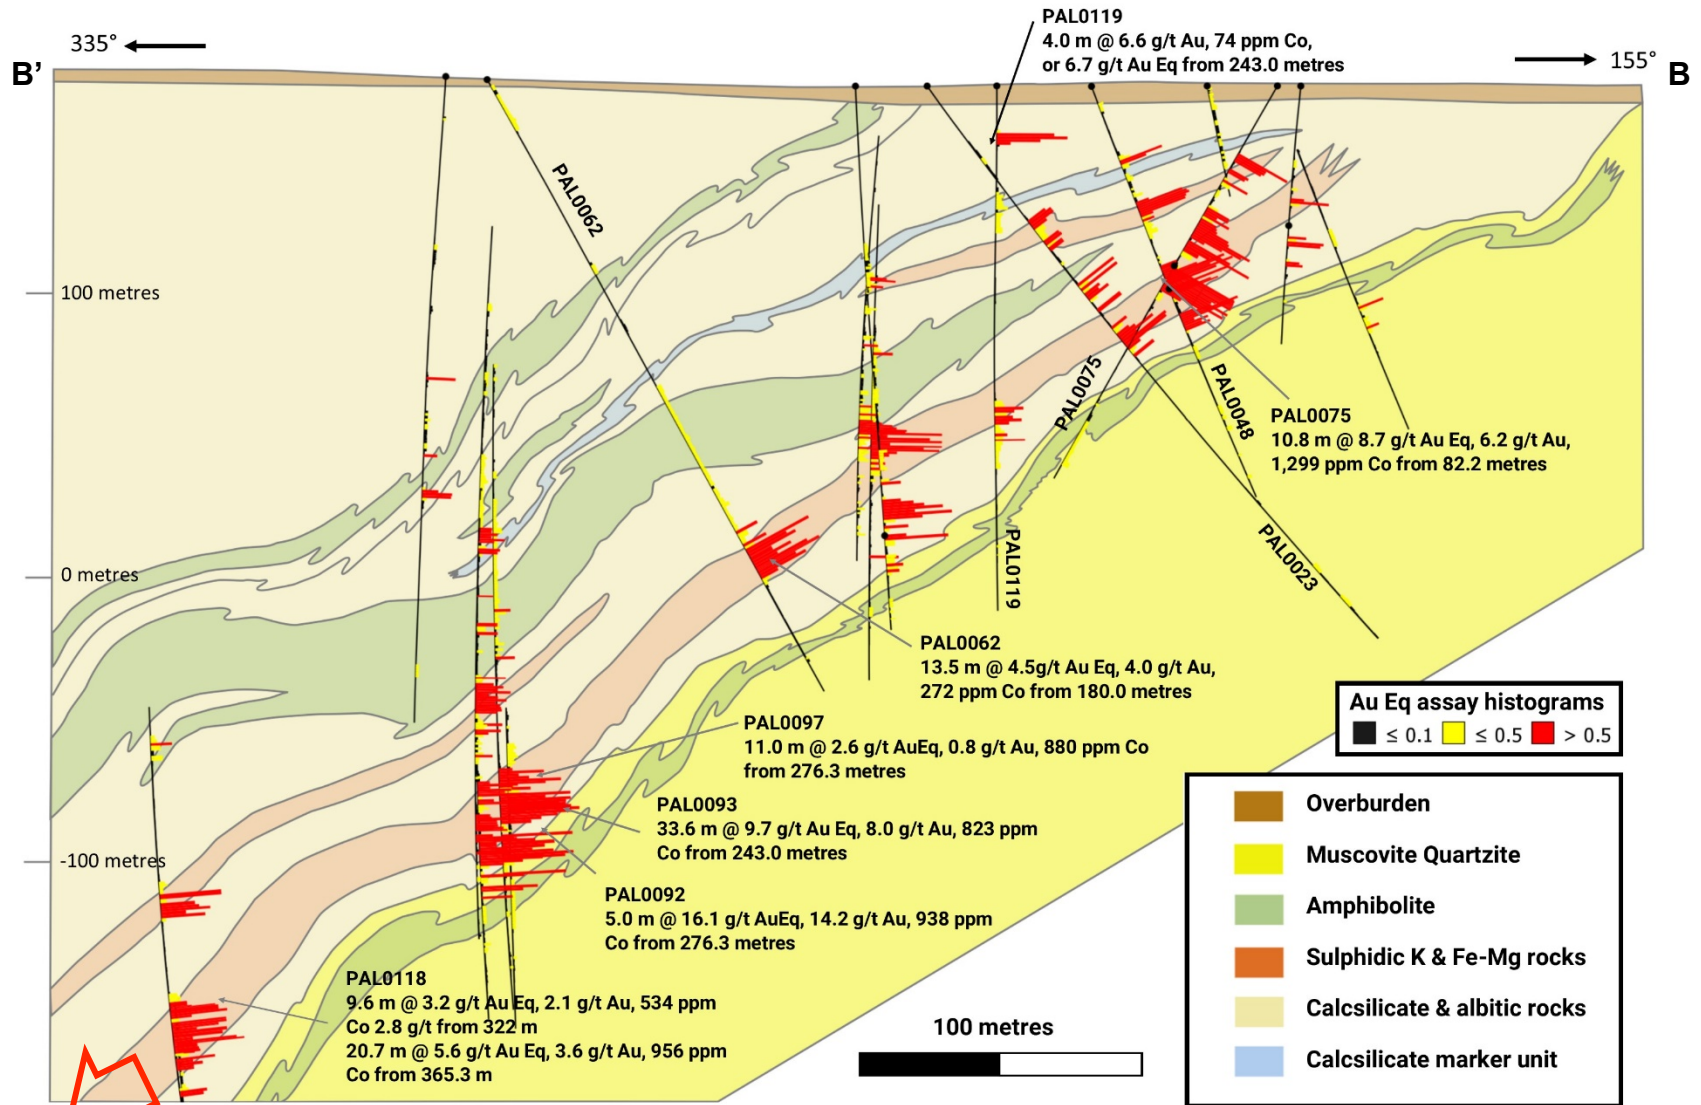 335°
B’
PAL0119
4.0 m @ 6.6 g/t Au, 74 ppm Co,
or 6.7 g/t Au Eq from 243.0 metres
155°
B
PAL0062
100 metres
PAL0075
PAL0048
PAL0075
10.8 m @ 8.7 g/t Au Eq, 6.2 g/t Au,
1,299 ppm Co from 82.2 metres
0 metres
PAL0119
PAL0023
PAL0062
13.5 m @ 4.5g/t Au Eq, 4.0 g/t Au,
272 ppm Co from 180.0 metres
PAL0097
11.0 m @ 2.6 g/t AuEq, 0.8 g/t Au, 880 ppm Co
from 276.3 metres
PAL0093
33.6 m @ 9.7 g/t Au Eq, 8.0 g/t Au, 823 ppm
Co from 243.0 metres
-100 metres
PAL0092
5.0 m @ 16.1 g/t AuEq, 14.2 g/t Au, 938 ppm
Co from 276.3 metres
PAL0118
9.6 m @ 3.2 g/t Au Eq, 2.1 g/t Au, 534 ppm
Co 2.8 g/t from 322 m
20.7 m @ 5.6 g/t Au Eq, 3.6 g/t Au, 956 ppm
Co from 365.3 m
100 metres
Au Eq assay histograms
≤ 0.1 ≤ 0.5 > 0.5
Overburden
Muscovite Quartzite
Amphibolite
Sulphidic K & Fe-Mg rocks
Calcsilicate & albitic rocks
Calcsilicate marker unit